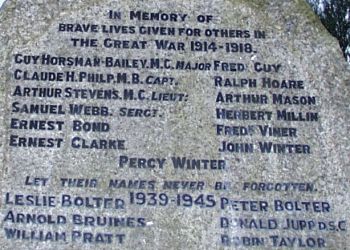 IN MEMORY OF
BRAVE LIVES GIVEN FOR OTHERS IN
THE GREAT WAR 1914-1918.
GUY HORSMAN-BAILEY, M.C. MAJOR FRED. GUY
CLAUDE H. PHILP, M.B. CAPT. RALPH HOARE
ARTHUR STEVENS, M.C. LIEUT: ARTHUR MASON
SAMUEL WEBB. SERGT. HERBERT MILLIN
ERNEST BOND FREDK VINER
ERNEST CLARKE JOHN WINTER
PERCY WINTER
LET THEIR NAMES NEVER BE FORGOTTEN.
LESLIE BOLTER 1939-1945 PETER BOLTER
ARNOLD BRUINES DONALD JUPP D.S.C
WILLIAM PRATT ROBIN TAYLOR